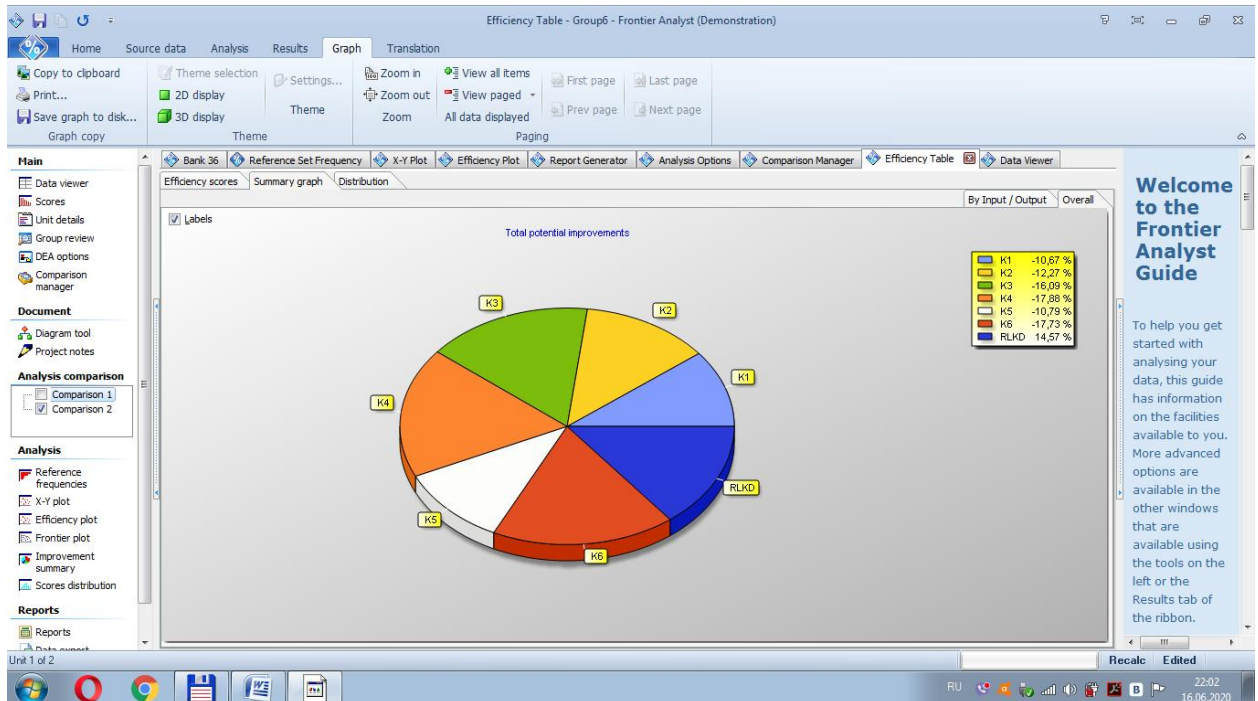 Efficiency Table - Group6 - Frontier Analyst (Demonstration)
Home Source data Analysis Results Graph Translation
Copy to clipboard
Print...
Save graph to disk...
Graph copy
Theme selection
2D display
3D display
Settings...
Theme
Theme
Zoom in
Zoom out
Zoom
View all items
View paged
All data displayed
First page
Prev page
Last page
Next page
Paging
Main
Data viewer
Scores
Unit details
Group review
DEA options
Comparison
manager
Document
Diagram tool
Project notes
Analysis comparison
Comparison 1
Comparison 2
Analysis
Reference
frequencies
X-Y plot
Efficiency plot
Frontier plot
Improvement
summary
Scores distribution
Reports
Reports
Data export
Bank 36 Reference Set Frequency X-Y Plot Efficiency Plot Report Generator Analysis Options Comparison Manager Efficiency Table Data Viewer
Efficiency scores Summary graph Distribution
By Input / Output Overall
Labels
Total potential improvements
K1 -10,67 %
K2 -12,27 %
K3 -16,09 %
K4 -17,88 %
K5 -10,79 %
K6 -17,73 %
RLKD 14,57 %
K3
K2
K1
K4
RLKD
K5
K6
Welcome
to the
Frontier
Analyst
Guide
To help you get
started with
analysing your
data, this guide
has information
on the facilities
available to you.
More advanced
options are
available in the
other windows
that are
available using
the tools on the
left or the
Results tab of
the ribbon.
Unit 1 of 2
Recalc Edited
RU
22:02
16.06.2020